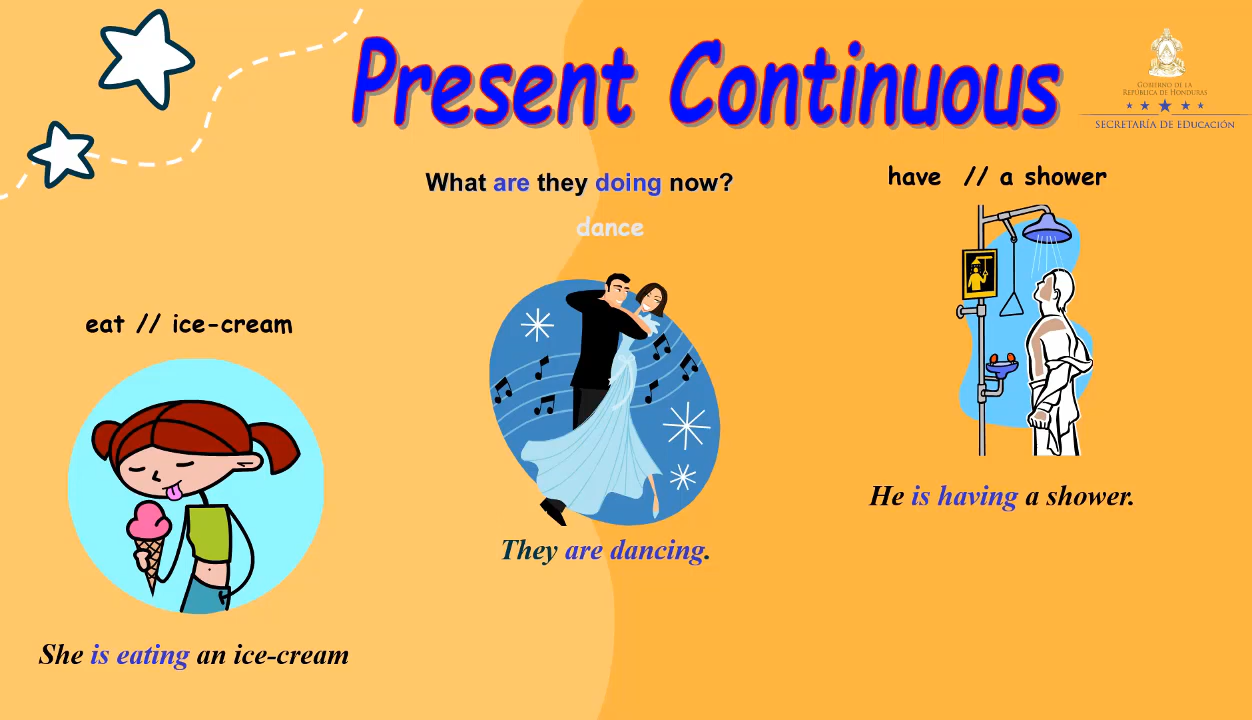 Present Continuous
GOBIERNO DE LA
REPÚBLICA DE HONDURAS
SECRETARÍA DE EDUCACIÓN
What are they doing now?
dance
have // a shower
eat // ice-cream
He is having a shower.
They are dancing.
She is eating an ice-cream